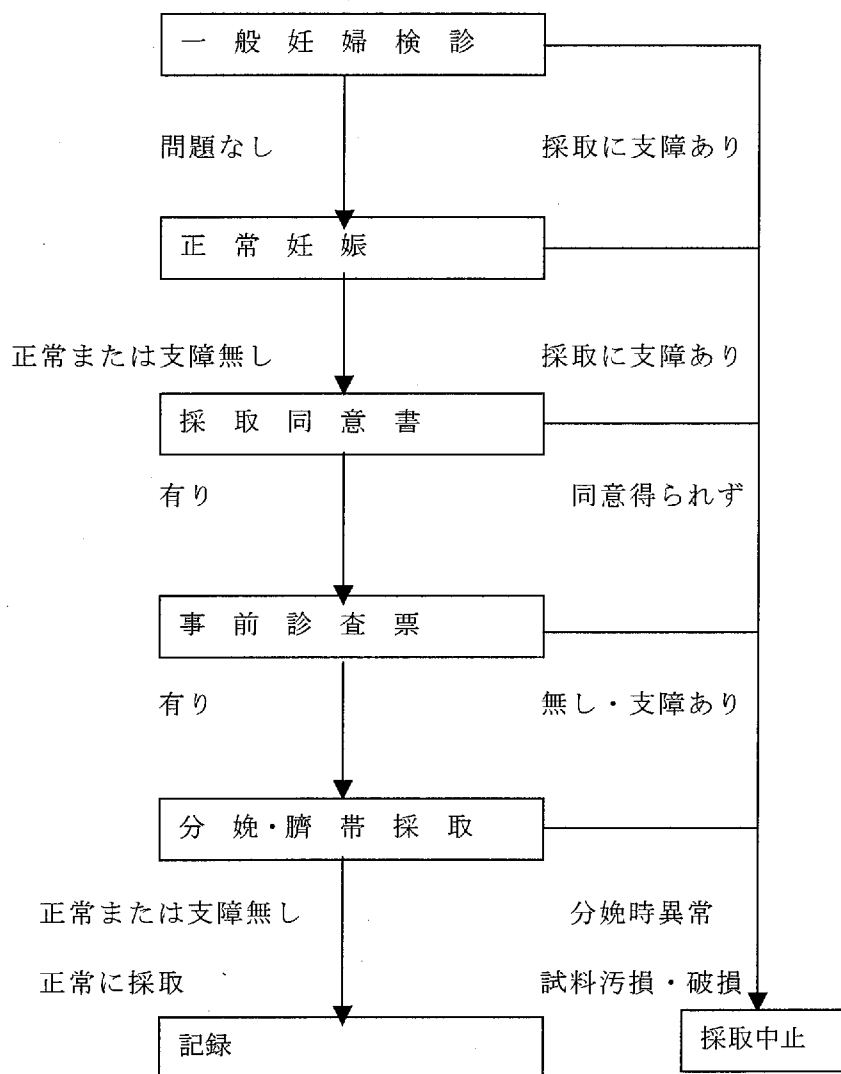 一般妊婦検診
問題なし 採取に支障あり
正常妊娠
正常または支障無し 採取に支障あり
採取同意書
有り 同意得られず
事前診査票
有り 無し・支障あり
分娩・臍帯採取
正常または支障無し 分娩時異常
正常に採取 試料汚損・破損
記録 採取中止